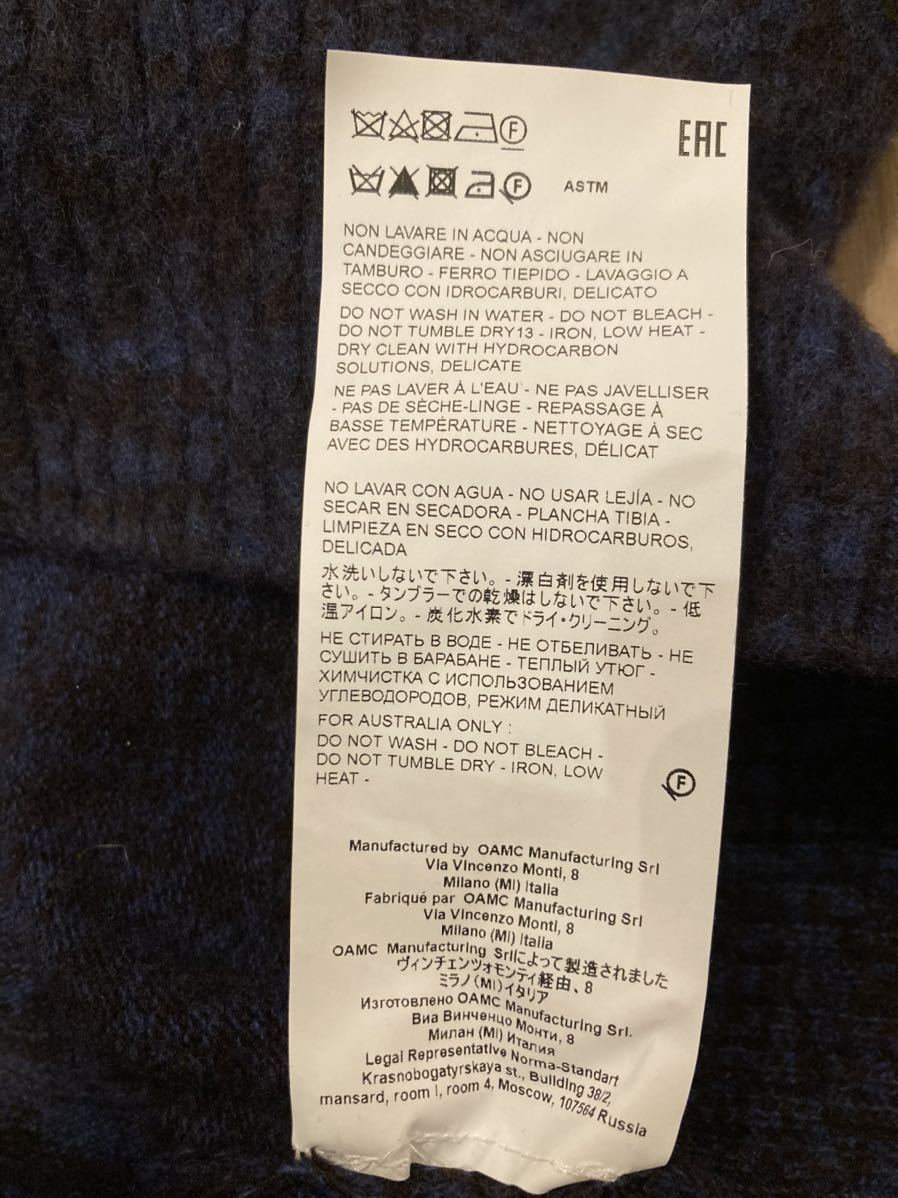 F
EAC
F
ASTM
NON LAVARE IN ACQUA - NON
CANDEGGIARE - NON ASCIUGARE IN
TAMBURO - FERRO TIEPIDO - LAVAGGIO A
SECCO CON IDROCARBURI, DELICATO
DO NOT WASH IN WATER - DO NOT BLEACH -
DO NOT TUMBLE DRY13 - IRON, LOW HEAT -
DRY CLEAN WITH HYDROCARBON
SOLUTIONS, DELICATE
NE PAS LAVER À L'EAU - NE PAS JAVELLISER
- PAS DE SÈCHE-LINGE - REPASSAGE À
BASSE TEMPÉRATURE - NETTOYAGE À SEC
AVEC DES HYDROCARBURES, DÉLICAT
NO LAVAR CON AGUA - NO USAR LEJÍA - NO
SECAR EN SECADORA - PLANCHA TIBIA -
LIMPIEZA EN SECO CON HIDROCARBUROS,
DELICADA
水洗いしないで下さい。- 漂白剤を使用しないで下
さい。- タンブラーでの乾燥はしないで下さい。- 低
温アイロン。- 炭化水素でドライ・クリーニング。
НЕ СТИРАТЬ В ВОДЕ - НЕ ОТБЕЛИВАТЬ - НЕ
СУШИТЬ В БАРАБАНЕ - ТЕПЛЫЙ УТЮГ -
ХИМЧИСТКА С ИСПОЛЬЗОВАНИЕМ
УГЛЕВОДОРОДОВ, РЕЖИМ ДЕЛИКАТНЫЙ
FOR AUSTRALIA ONLY :
DO NOT WASH - DO NOT BLEACH -
DO NOT TUMBLE DRY - IRON, LOW
HEAT -
F
Manufactured by OAMC Manufacturing Srl
Via Vincenzo Monti, 8
Milano (MI) Italia
Fabriqué par OAMC Manufacturing Srl
Via Vincenzo Monti, 8
Milano (MI) Italia
OAMC Manufacturing Srlによって製造されました
ヴィンチェンツォモンティ経由、8
ミラノ(MI)イタリア
Изготовлено OAMC Manufacturing Srl.
Виа Винченцо Монти, 8
Милан (MI) Италия
Legal Representative Norma-Standart
Krasnobogatyrskaya st., Building 38/2,
mansard, room I, room 4, Moscow, 107564 Russia